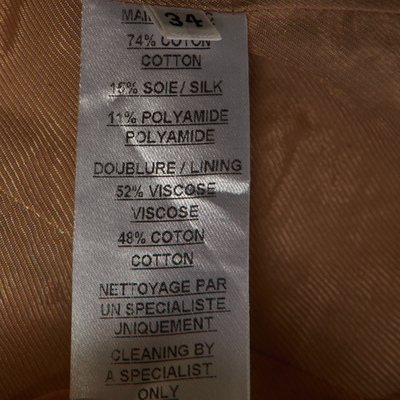 34
MAIN
74% COTON
COTTON
15% SOIE / SILK
11% POLYAMIDE
POLYAMIDE
DOUBLURE / LINING
52% VISCOSE
VISCOSE
48% COTON
COTTON
NETTOYAGE PAR
UN SPECIALISTE
UNIQUEMENT
CLEANING BY
A SPECIALIST
ONLY